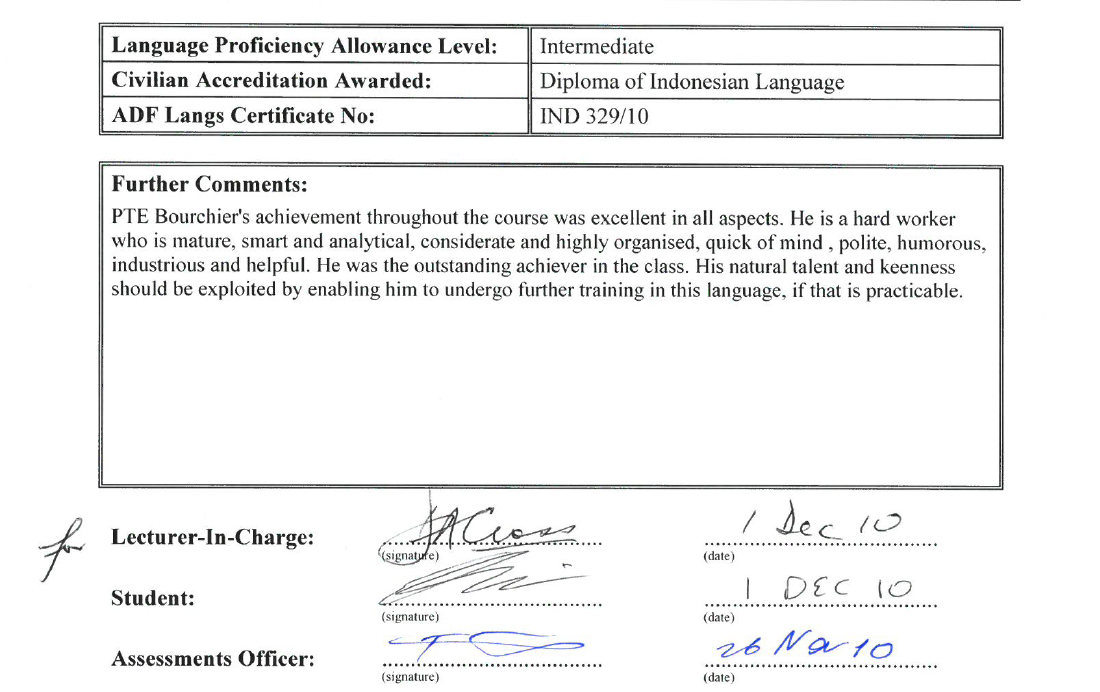 Language Proficiency Allowance Level: Intermediate
Civilian Accreditation Awarded: Diploma of Indonesian Language
ADF Langs Certificate No: IND 329/10
Further Comments:
PTE Bourchier's achievement throughout the course was excellent in all aspects. He is a hard worker
who is mature, smart and analytical, considerate and highly organised, quick of mind , polite, humorous,
industrious and helpful. He was the outstanding achiever in the class. His natural talent and keenness
should be exploited by enabling him to undergo further training in this language, if that is practicable.
for Lecturer-In-Charge: Cross 1 Dec 10
(signature) (date)
Student: 1 DEC 10
(signature) (date)
Assessments Officer: 26 Nov 10
(signature) (date)